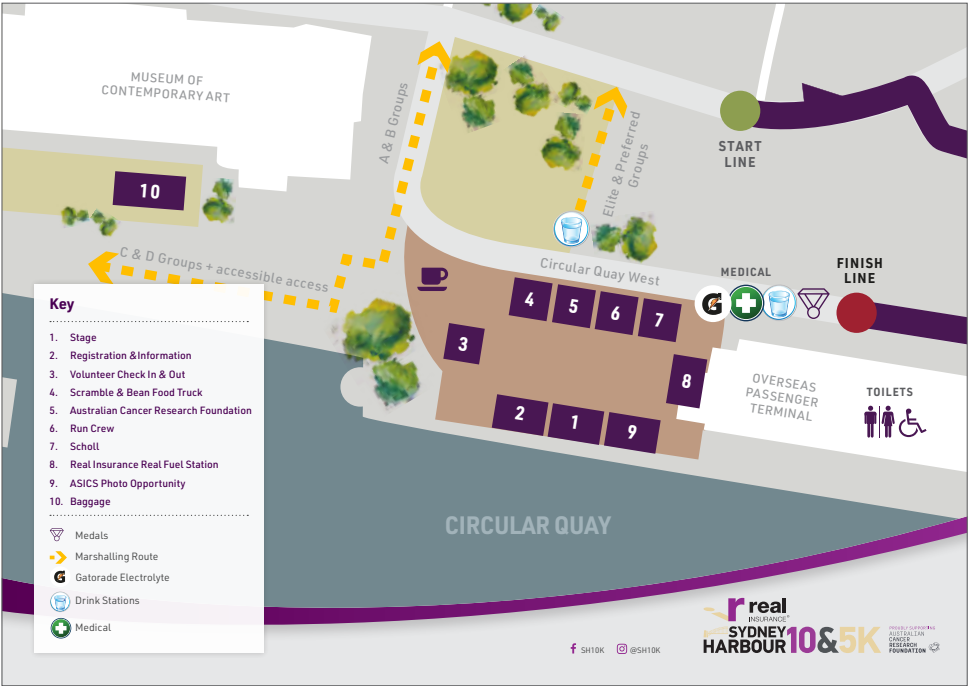 MUSEUM OF
CONTEMPORARY ART
A & B Groups
Elite & Preferred
Groups
START
LINE
10
C & D Groups + accessible access
Circular Quay West
MEDICAL
FINISH
LINE
G
4
5
6
7
3
8
2
1
9
OVERSEAS
PASSENGER
TERMINAL
TOILETS
Key
1. Stage
2. Registration &Information
3. Volunteer Check In & Out
4. Scramble & Bean Food Truck
5. Australian Cancer Research Foundation
6. Run Crew
7. Scholl
8. Real Insurance Real Fuel Station
9. ASICS Photo Opportunity
10. Baggage
Medals
Marshalling Route
G
Gatorade Electrolyte
Drink Stations
Medical
CIRCULAR QUAY
f SH10K
@SH10K
r real
INSURANCE
SYDNEY
HARBOUR 10&5K
PROUDLY SUPPORTING
AUSTRALIAN
CANCER
RESEARCH
FOUNDATION